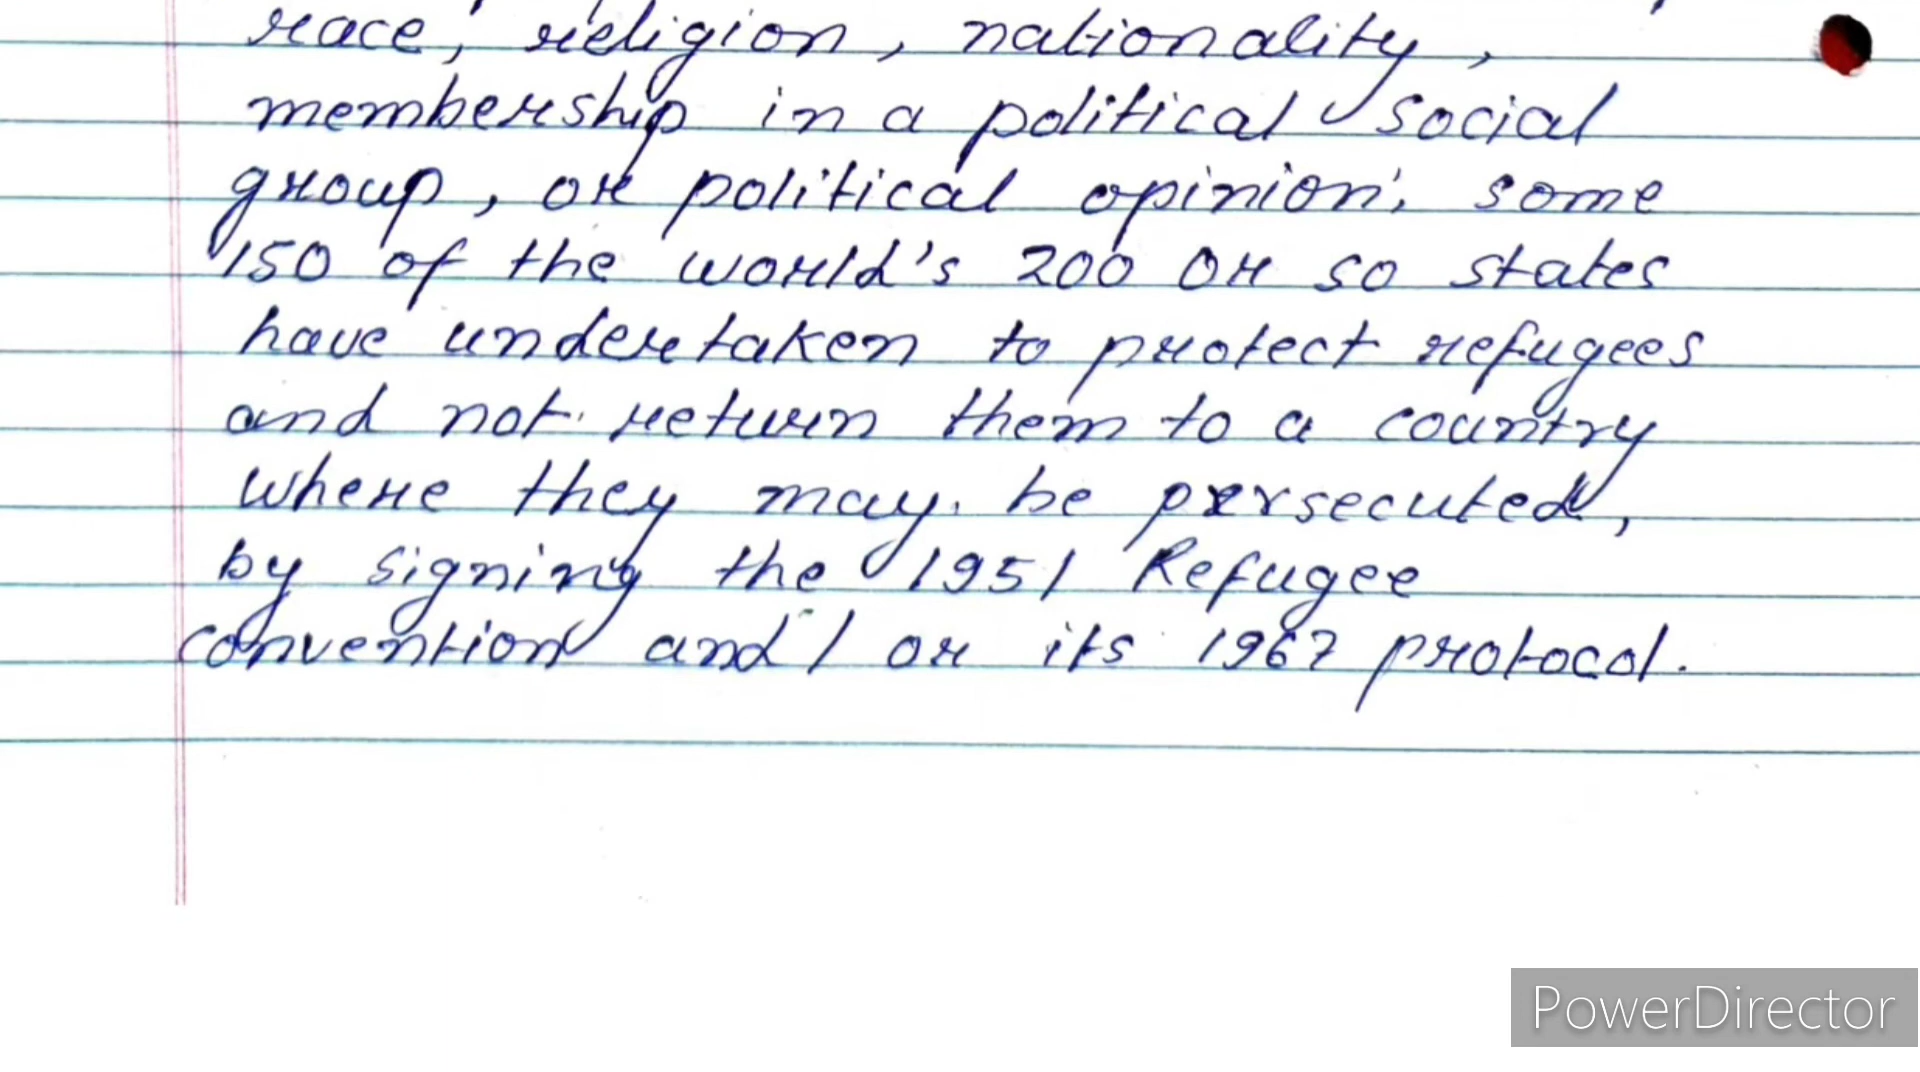 race, religion, nationality,
membership in a political social
group, or political opinion. some
150 of the world's 200 or so states
have undertaken to protect refugees
and not return them to a country
where they may be persecuted,
by signing the 1951 Refugee
convention and / or its 1967 protocol.
PowerDirector